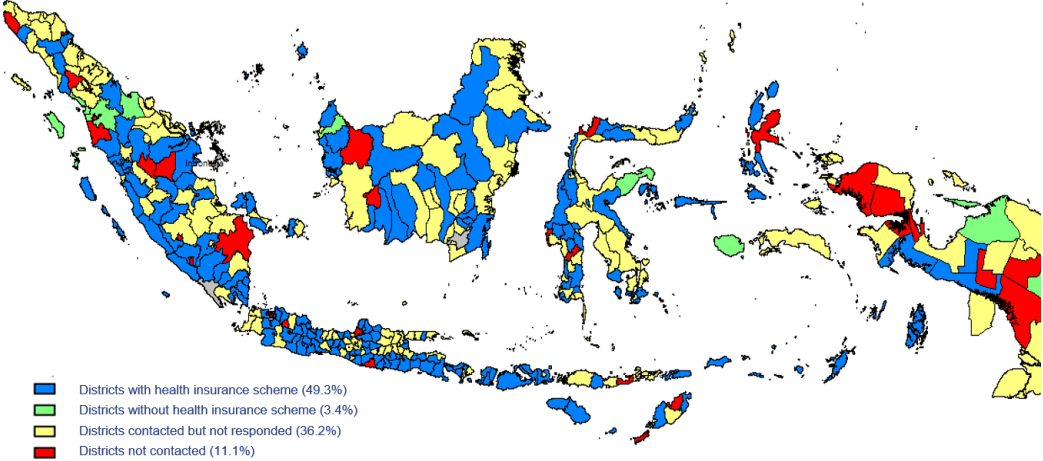 Districts with health insurance scheme (49.3%)
Districts without health insurance scheme (3.4%)
Districts contacted but not responded (36.2%)
Districts not contacted (11.1%)